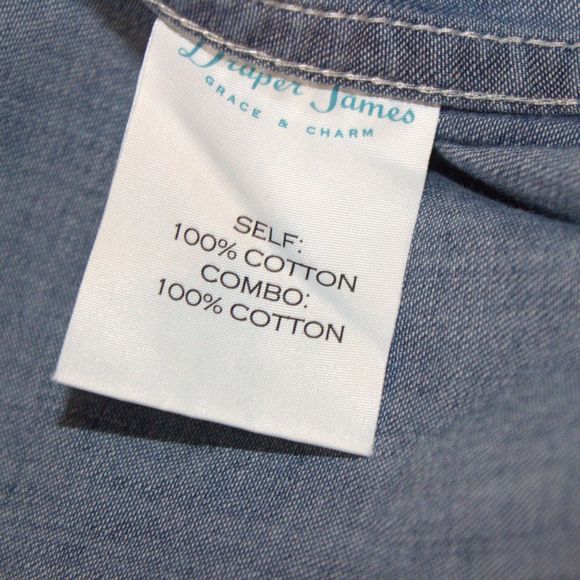 Draper James
GRACE & CHARM
SELF:
100% COTTON
COMBO:
100% COTTON